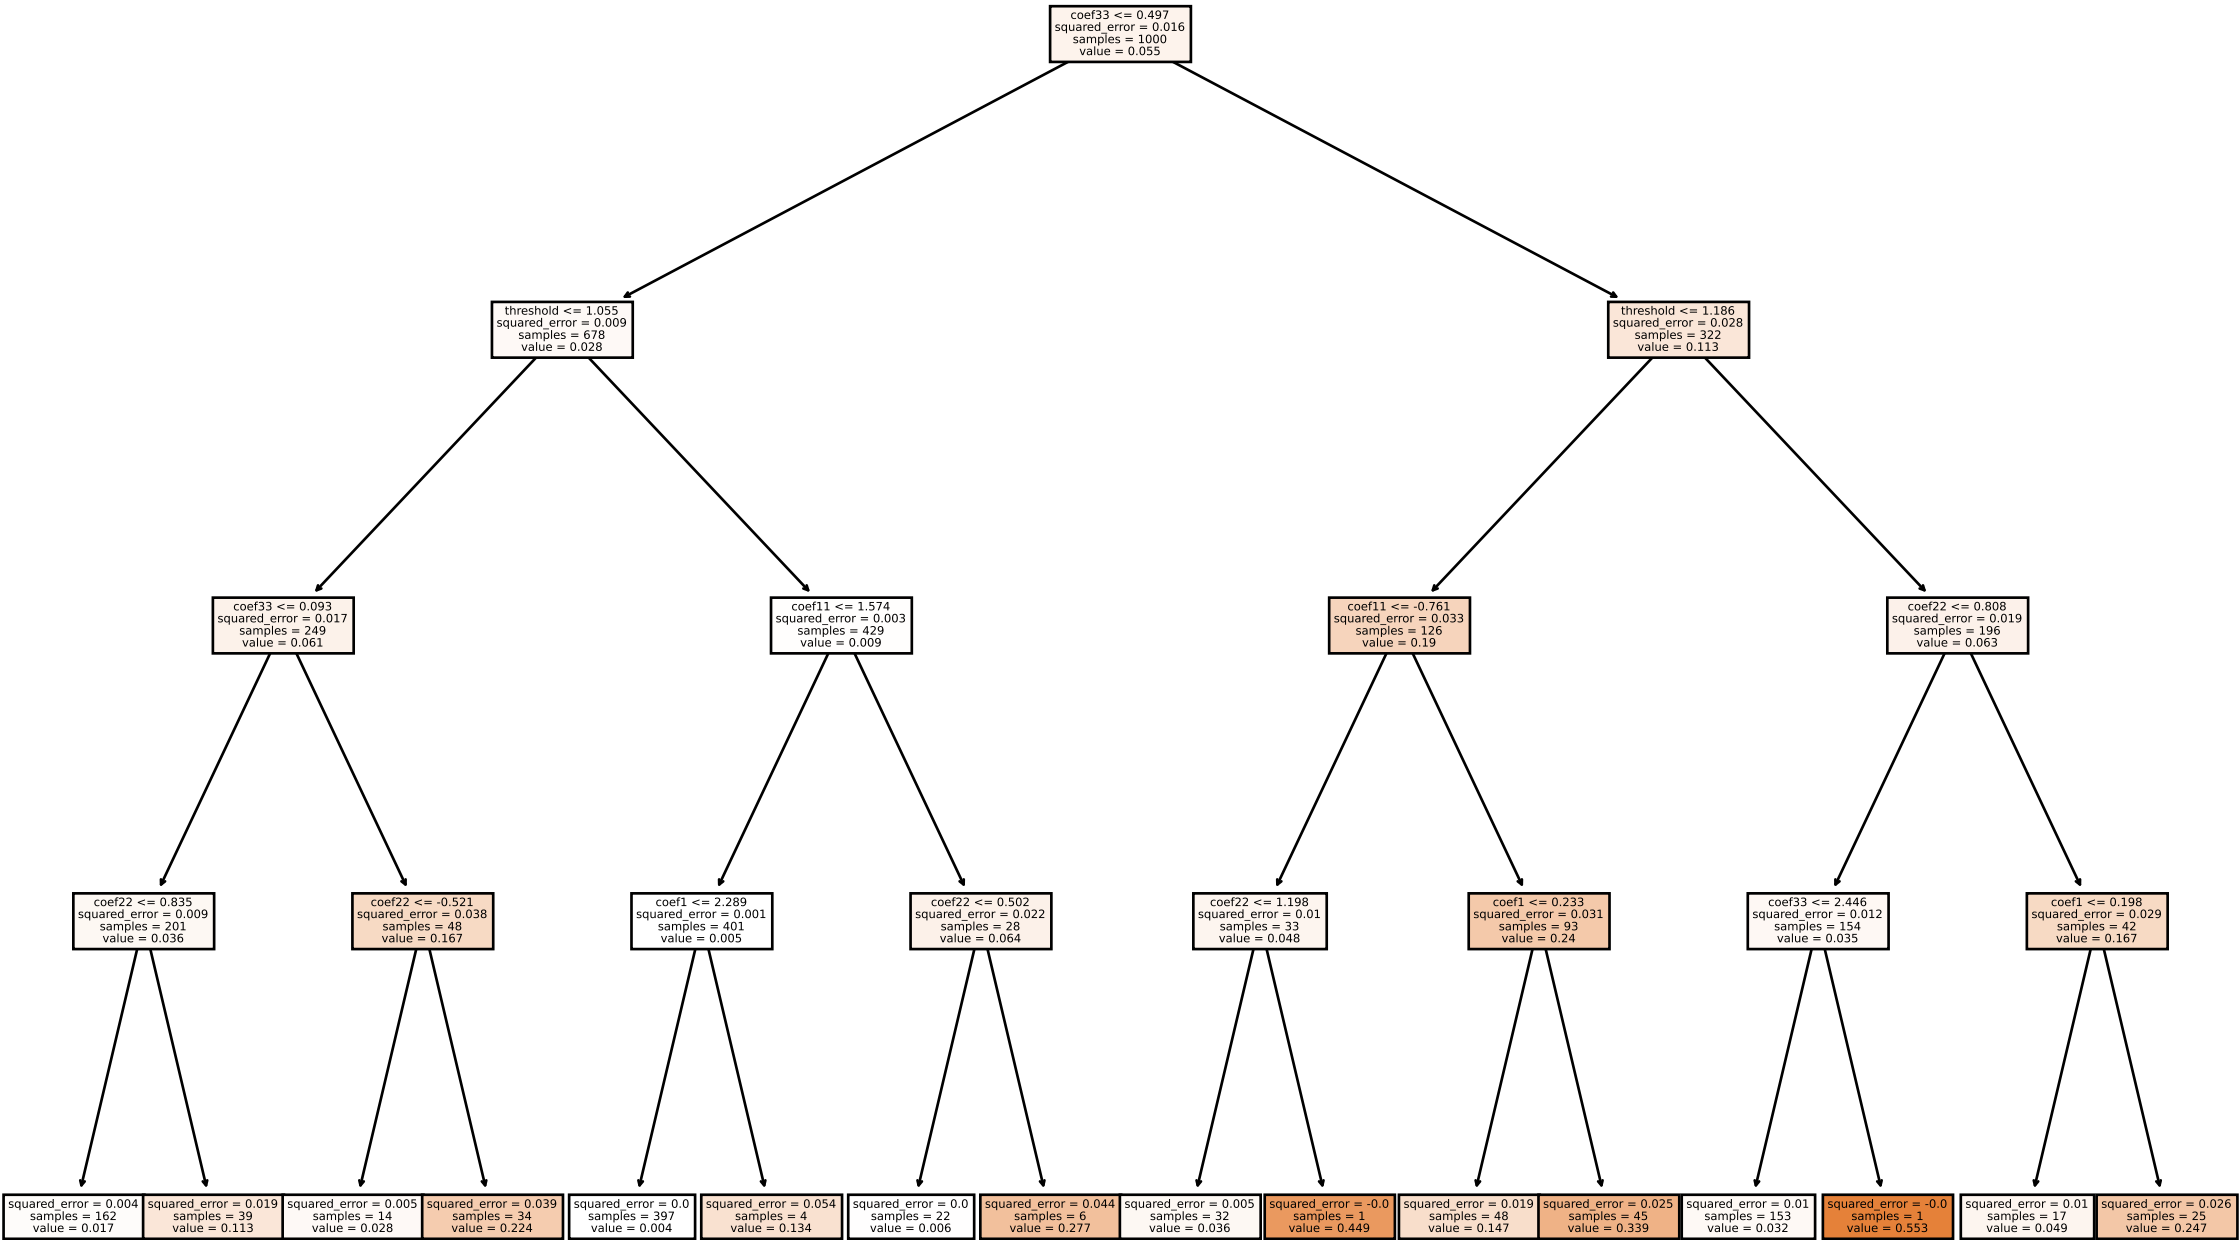 coef33 <= 0.497
squared_error = 0.016
samples = 1000
value = 0.055
threshold <= 1.055
squared_error = 0.009
samples = 678
value = 0.028
threshold <= 1.186
squared_error = 0.028
samples = 322
value = 0.113
coef33 <= 0.093
squared_error = 0.017
samples = 249
value = 0.061
coef11 <= 1.574
squared_error = 0.003
samples = 429
value = 0.009
coef11 <= -0.761
squared_error = 0.033
samples = 126
value = 0.19
coef22 <= 0.808
squared_error = 0.019
samples = 196
value = 0.063
coef22 <= 0.835
squared_error = 0.009
samples = 201
value = 0.036
coef22 <= -0.521
squared_error = 0.038
samples = 48
value = 0.167
coef1 <= 2.289
squared_error = 0.001
samples = 401
value = 0.005
coef22 <= 0.502
squared_error = 0.022
samples = 28
value = 0.064
coef22 <= 1.198
squared_error = 0.01
samples = 33
value = 0.048
coef1 <= 0.233
squared_error = 0.031
samples = 93
value = 0.24
coef33 <= 2.446
squared_error = 0.012
samples = 154
value = 0.035
coef1 <= 0.198
squared_error = 0.029
samples = 42
value = 0.167
squared_error = 0.004
samples = 162
value = 0.017
squared_error = 0.019
samples = 39
value = 0.113
squared_error = 0.005
samples = 14
value = 0.028
squared_error = 0.039
samples = 34
value = 0.224
squared_error = 0.0
samples = 397
value = 0.004
squared_error = 0.054
samples = 4
value = 0.134
squared_error = 0.0
samples = 22
value = 0.006
squared_error = 0.044
samples = 6
value = 0.277
squared_error = 0.005
samples = 32
value = 0.036
squared_error = -0.0
samples = 1
value = 0.449
squared_error = 0.019
samples = 48
value = 0.147
squared_error = 0.025
samples = 45
value = 0.339
squared_error = 0.01
samples = 153
value = 0.032
squared_error = -0.0
samples = 1
value = 0.553
squared_error = 0.01
samples = 17
value = 0.049
squared_error = 0.026
samples = 25
value = 0.247